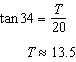 tan 34 = T/20
T ≈ 13.5